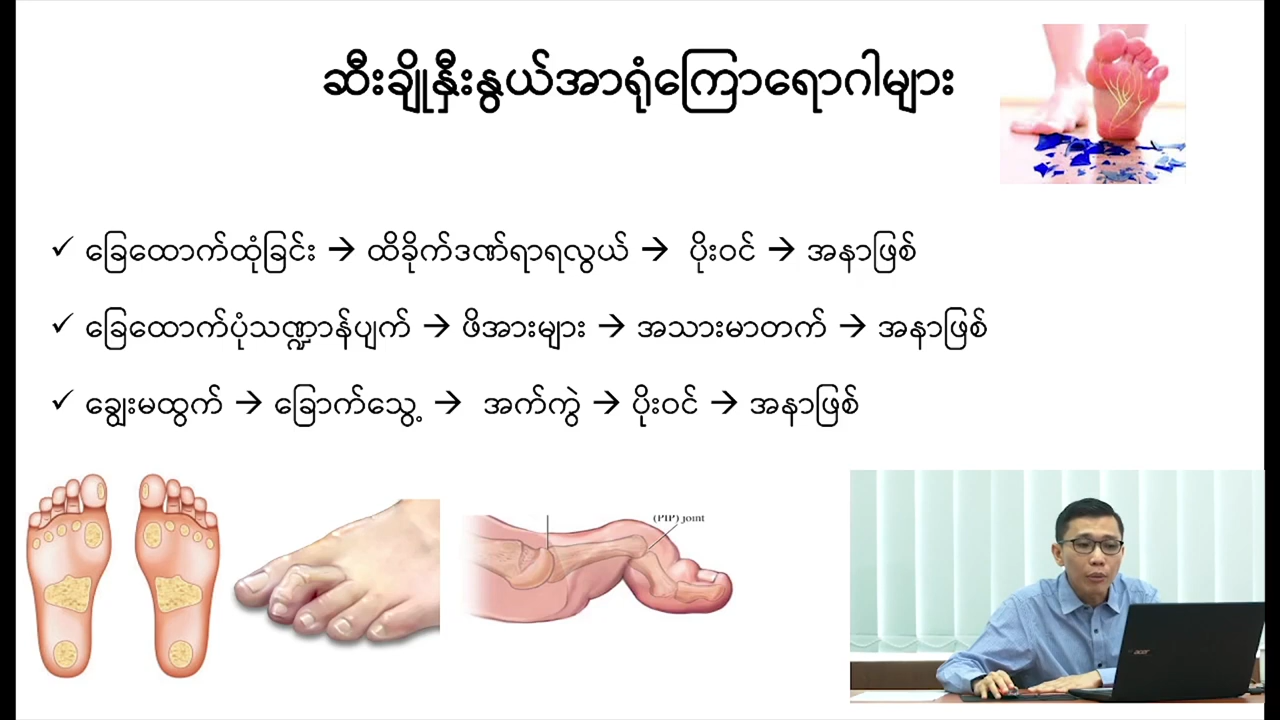 ဆီးချိုနှီးနွယ်အာရုံကြောရောဂါများ
✓ ခြေထောက်ထုံခြင်း → ထိခိုက်ဒဏ်ရာရလွယ် → ပိုးဝင် → အနာဖြစ်
✓ ခြေထောက်ပုံသဏ္ဍာန်ပျက် → ဖိအားများ → အသားမာတက် → အနာဖြစ်
✓ ချွေးမထွက် → ခြောက်သွေ့ → အက်ကွဲ → ပိုးဝင် → အနာဖြစ်
(PIP) joint
acer